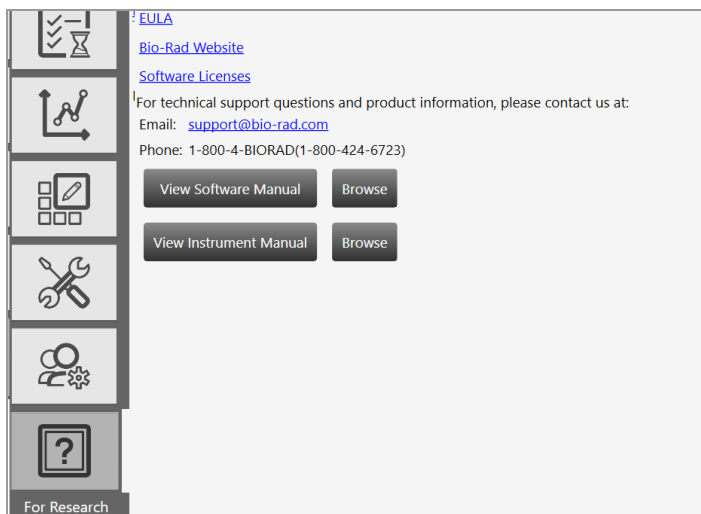 EULA
Bio-Rad Website
Software Licenses
For technical support questions and product information, please contact us at:
Email: support@bio-rad.com
Phone: 1-800-4-BIORAD(1-800-424-6723)
View Software Manual Browse
View Instrument Manual Browse
?
For Research